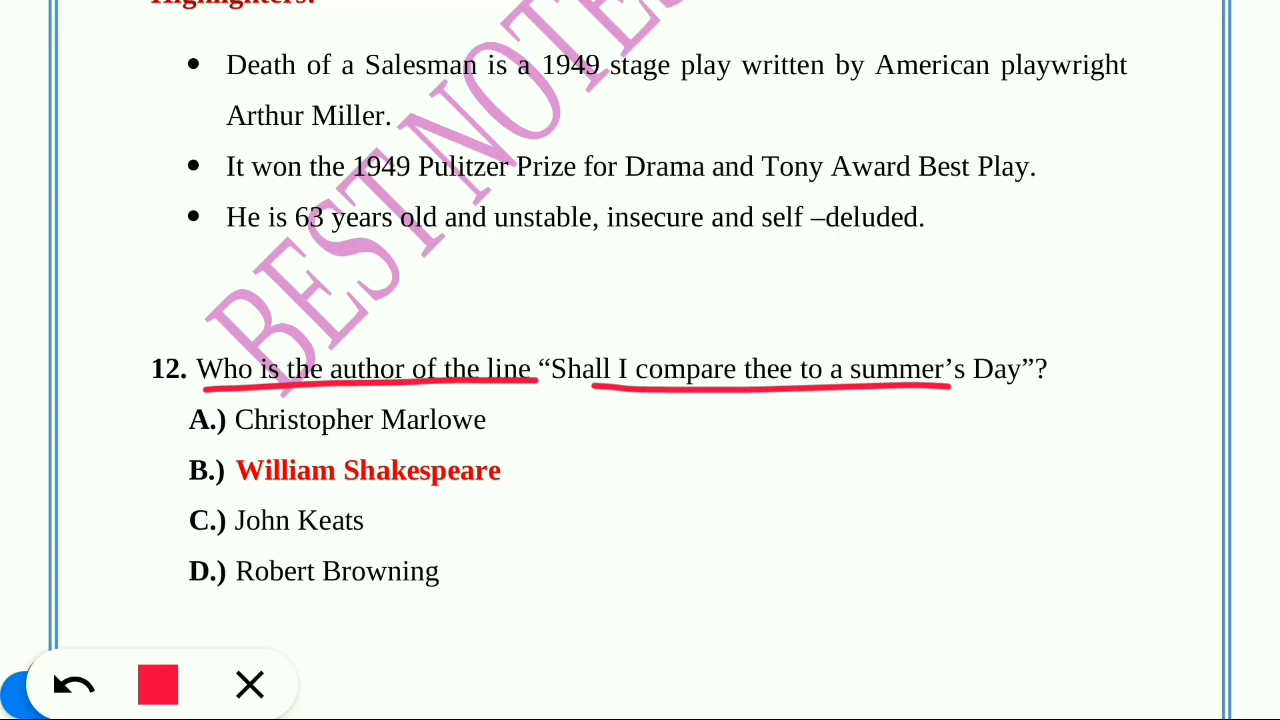 Highlighters:
• Death of a Salesman is a 1949 stage play written by American playwright
Arthur Miller.
• It won the 1949 Pulitzer Prize for Drama and Tony Award Best Play.
• He is 63 years old and unstable, insecure and self –deluded.
BEST NOTES
12. Who is the author of the line “Shall I compare thee to a summer’s Day”?
A.) Christopher Marlowe
B.) William Shakespeare
C.) John Keats
D.) Robert Browning